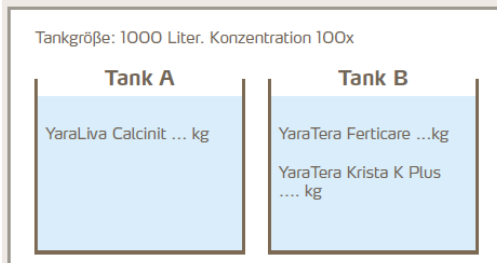 Tankgröße: 1000 Liter. Konzentration 100x
Tank A
YaraLiva Calcinit ... kg
Tank B
YaraTera Ferticare ...kg
YaraTera Krista K Plus
.... kg